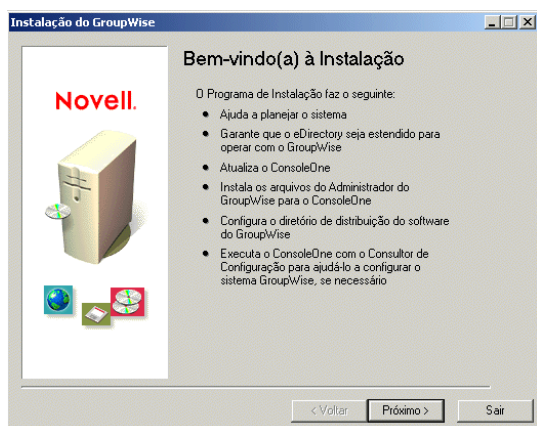 Instalação do GroupWise
Bem-vindo(a) à Instalação
Novell.
O Programa de Instalação faz o seguinte:
• Ajuda a planejar o sistema
• Garante que o eDirectory seja estendido para
operar com o GroupWise
• Atualiza o ConsoleOne
• Instala os arquivos do Administrador do
GroupWise para o ConsoleOne
• Configura o diretório de distribuição do software
do GroupWise
• Executa o ConsoleOne com o Consultor de
Configuração para ajudá-lo a configurar o
sistema GroupWise, se necessário
< Voltar Próximo > Sair